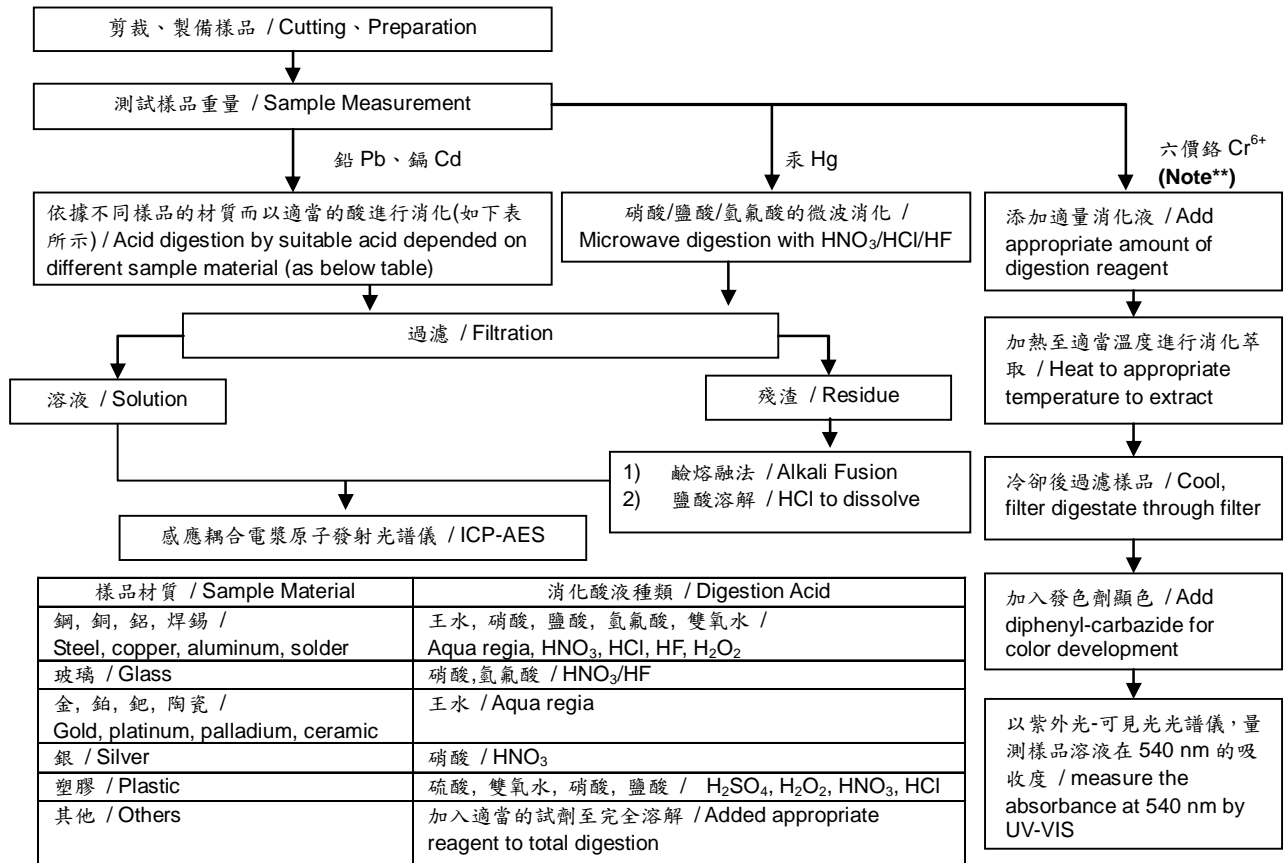 剪裁、製備樣品 / Cutting、Preparation
測試樣品重量 / Sample Measurement
鉛 Pb、鎘 Cd
汞 Hg
六價鉻 Cr6+
(Note**)
依據不同樣品的材質而以適當的酸進行消化(如下表
所示) / Acid digestion by suitable acid depended on
different sample material (as below table)
硝酸/鹽酸/氫氟酸的微波消化 /
Microwave digestion with HNO3/HCl/HF
添加適量消化液 / Add
appropriate amount of
digestion reagent
過濾 / Filtration
加熱至適當溫度進行消化萃
取 / Heat to appropriate
temperature to extract
溶液 / Solution
殘渣 / Residue
1) 鹼熔融法 / Alkali Fusion
2) 鹽酸溶解 / HCl to dissolve
冷卻後過濾樣品 / Cool,
filter digestate through filter
感應耦合電漿原子發射光譜儀 / ICP-AES
加入發色劑顯色 / Add
diphenyl-carbazide for
color development
以紫外光-可見光光譜儀，量
測樣品溶液在 540 nm 的吸
收度 / measure the
absorbance at 540 nm by
UV-VIS
樣品材質 / Sample Material
消化酸液種類 / Digestion Acid
鋼, 銅, 鋁, 焊錫 /
Steel, copper, aluminum, solder
王水, 硝酸, 鹽酸, 氫氟酸, 雙氧水 /
Aqua regia, HNO3, HCl, HF, H2O2
玻璃 / Glass
硝酸,氫氟酸 / HNO3/HF
金, 鉑, 鈀, 陶瓷 /
Gold, platinum, palladium, ceramic
王水 / Aqua regia
銀 / Silver
硝酸 / HNO3
塑膠 / Plastic
硫酸, 雙氧水, 硝酸, 鹽酸 / H2SO4, H2O2, HNO3, HCl
其他 / Others
加入適當的試劑至完全溶解 / Added appropriate
reagent to total digestion